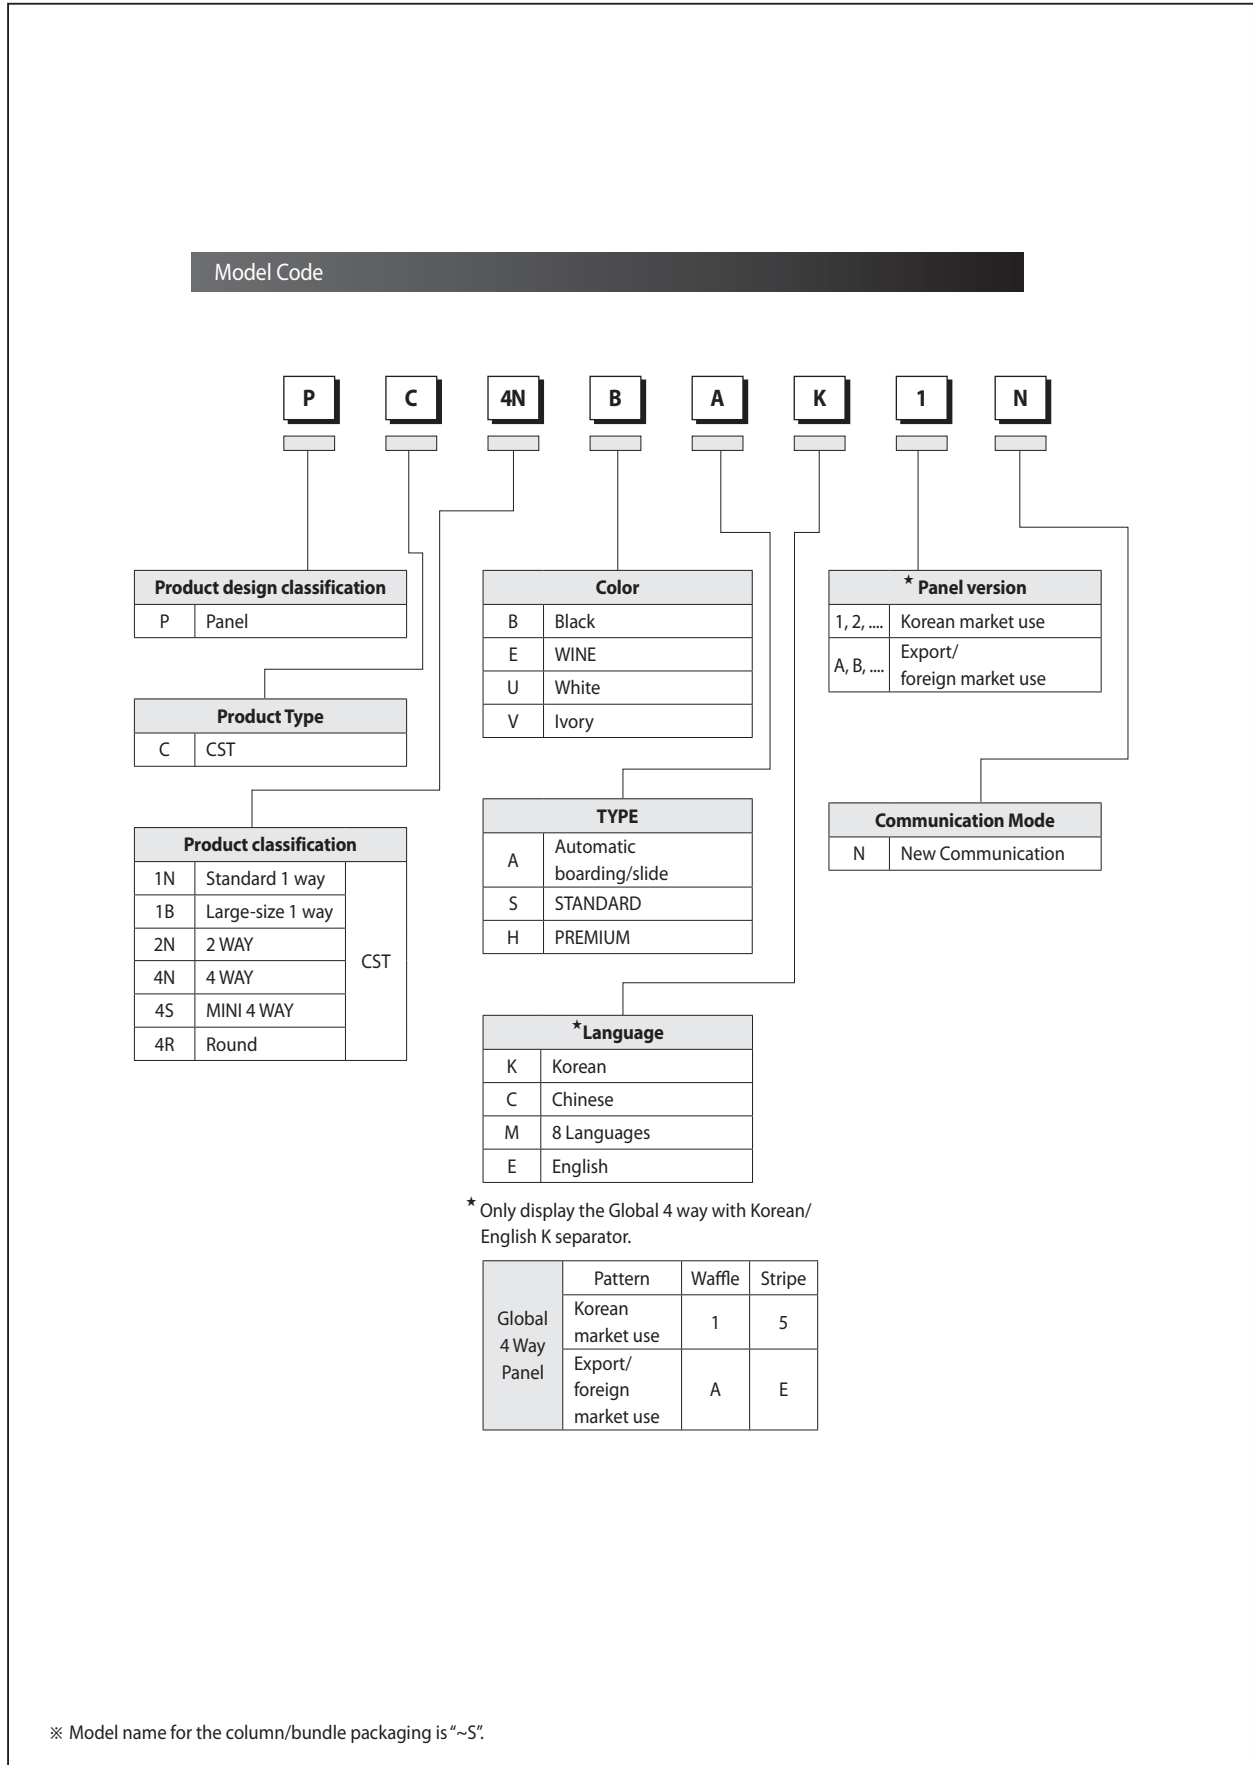 Model Code
P C 4N B A K 1 N
Product design classification
P Panel
Product Type
C CST
Product classification
1N Standard 1 way
1B Large-size 1 way
2N 2 WAY
4N 4 WAY
4S MINI 4 WAY
4R Round
CST
Color
B Black
E WINE
U White
V Ivory
TYPE
A Automatic
boarding/slide
S STANDARD
H PREMIUM
★Language
K Korean
C Chinese
M 8 Languages
E English
★ Only display the Global 4 way with Korean/
English K separator.
Global
4 Way
Panel
Pattern Waffle Stripe
Korean
market use 1 5
Export/
foreign
market use A E
★ Panel version
1, 2, .... Korean market use
A, B, .... Export/
foreign market use
Communication Mode
N New Communication
※ Model name for the column/bundle packaging is “~S”.